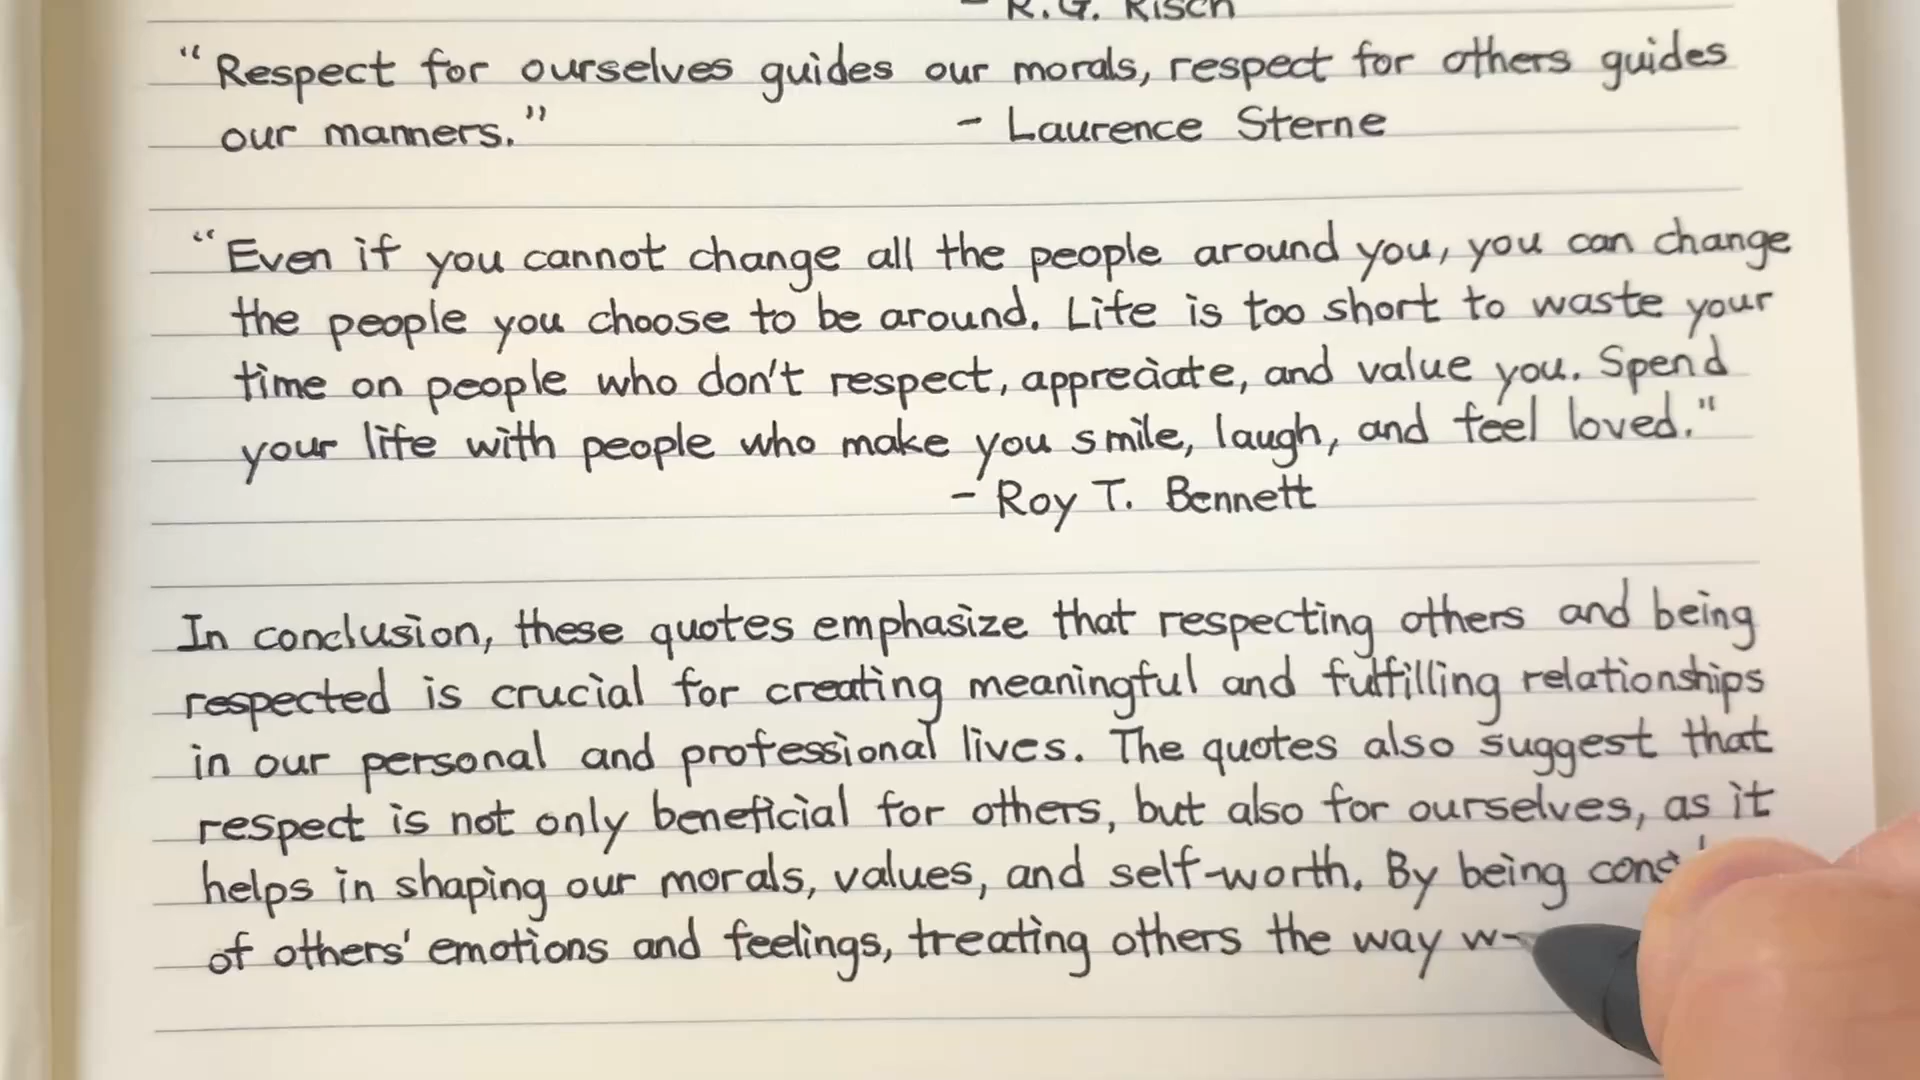 - R.G. Risch
"Respect for ourselves guides our morals, respect for others guides
our manners."
- Laurence Sterne
"Even if you cannot change all the people around you, you can change
the people you choose to be around. Life is too short to waste your
time on people who don't respect, appreciate, and value you. Spend
your life with people who make you smile, laugh, and feel loved."
- Roy T. Bennett
In conclusion, these quotes emphasize that respecting others and being
respected is crucial for creating meaningful and fulfilling relationships
in our personal and professional lives. The quotes also suggest that
respect is not only beneficial for others, but also for ourselves, as it
helps in shaping our morals, values, and self-worth. By being
of others' emotions and feelings, treating others the way